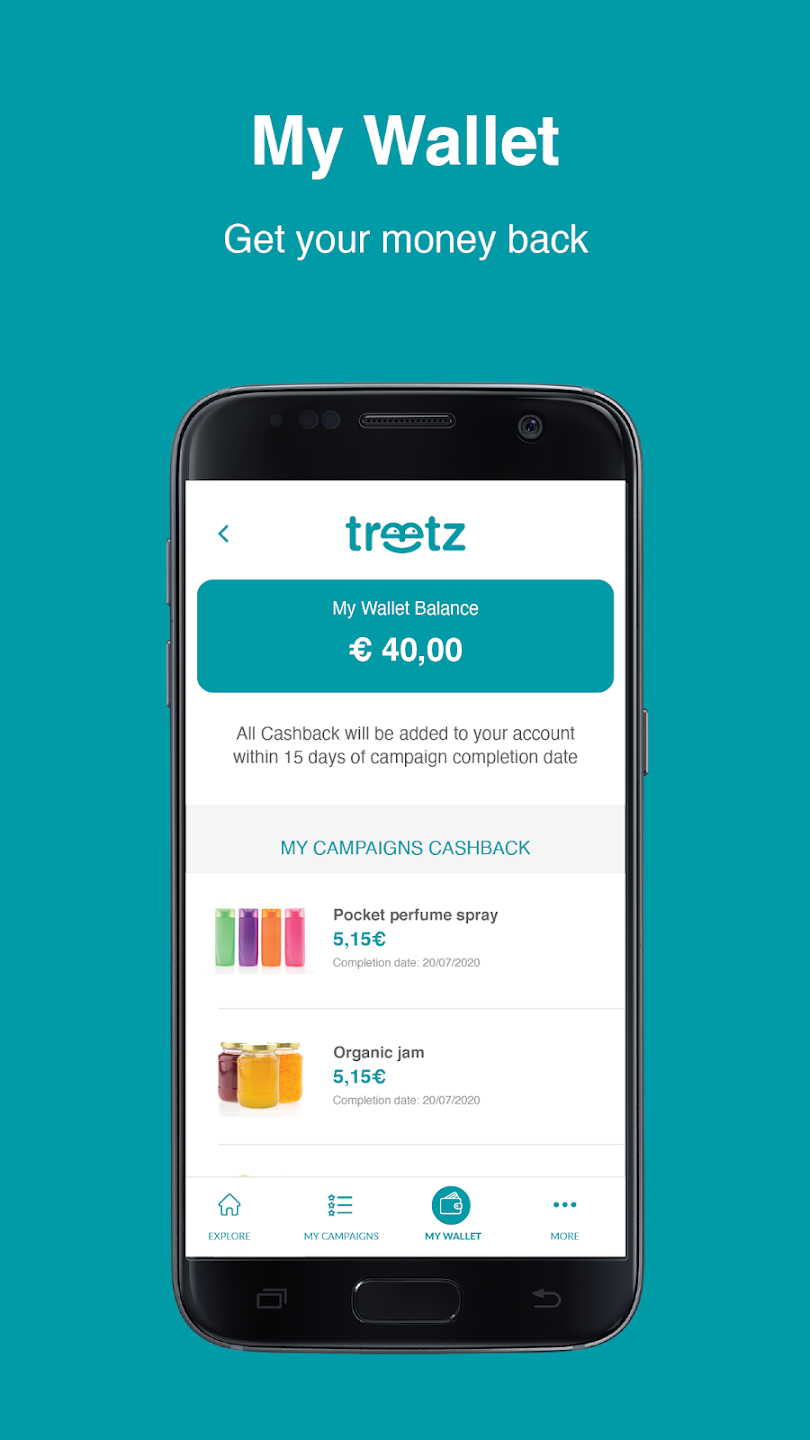 My Wallet
Get your money back
treetz
My Wallet Balance
€ 40,00
All Cashback will be added to your account
within 15 days of campaign completion date
MY CAMPAIGNS CASHBACK
Pocket perfume spray
5,15€
Completion date: 20/07/2020
Organic jam
5,15€
Completion date: 20/07/2020
EXPLORE
MY CAMPAIGNS
MY WALLET
MORE